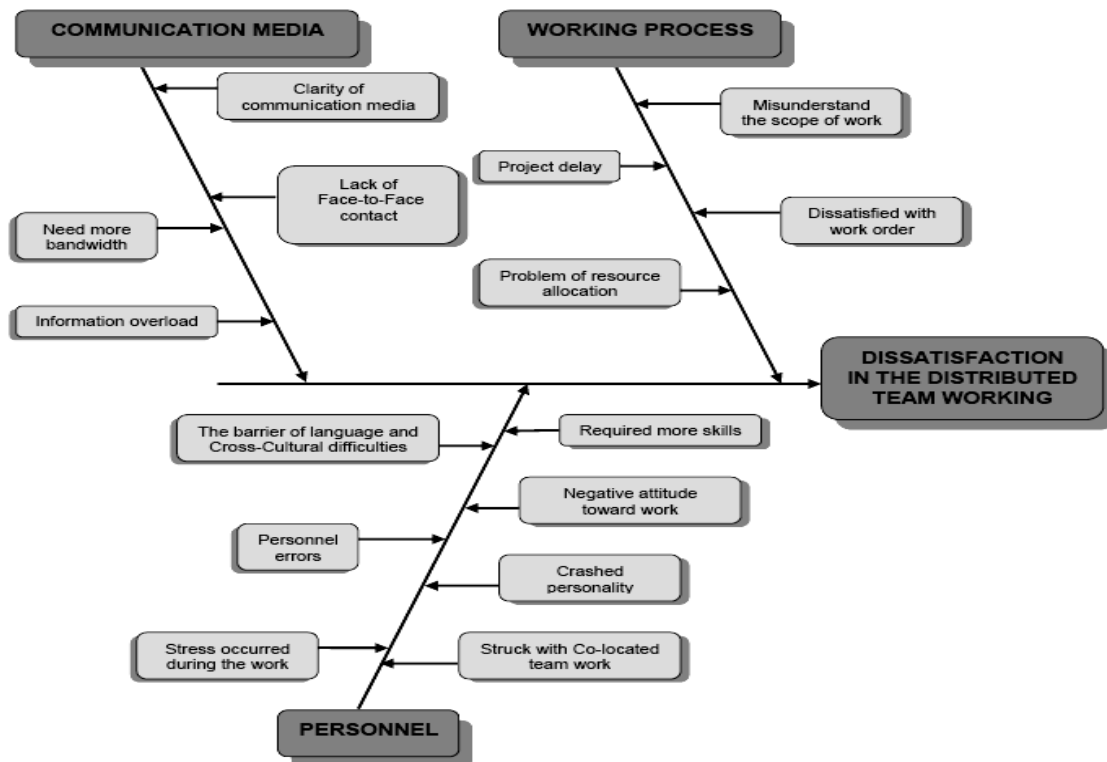 COMMUNICATION MEDIA
WORKING PROCESS
Clarity of
communication media
Lack of
Face-to-Face
contact
Need more
bandwidth
Information overload
Misunderstand
the scope of work
Project delay
Dissatisfied with
work order
Problem of resource
allocation
DISSATISFACTION
IN THE DISTRIBUTED
TEAM WORKING
The barrier of language and
Cross-Cultural difficulties
Required more skills
Negative attitude
toward work
Personnel
errors
Crashed
personality
Stress occurred
during the work
Struck with Co-located
team work
PERSONNEL